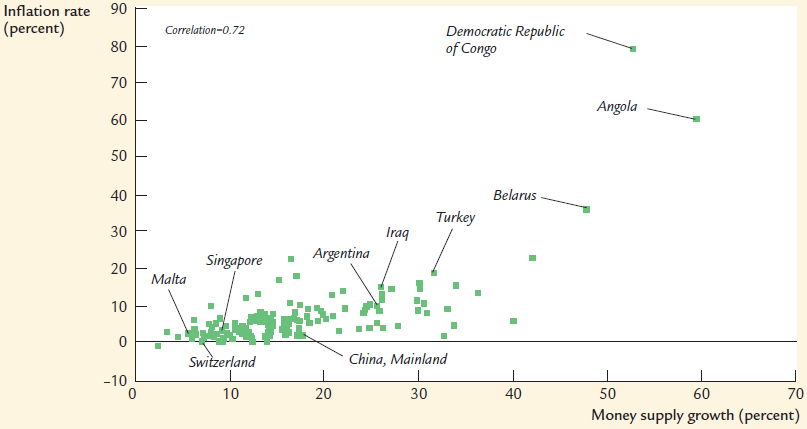 Inflation rate
(percent)
90
Correlation=0.72
Democratic Republic
of Congo
80
70
Angola
60
50
Belarus
40
Turkey
Iraq
30
Argentina
Singapore
20
Malta
10
0
Switzerland
China, Mainland
–10
0 10 20 30 40 50 60 70
Money supply growth (percent)